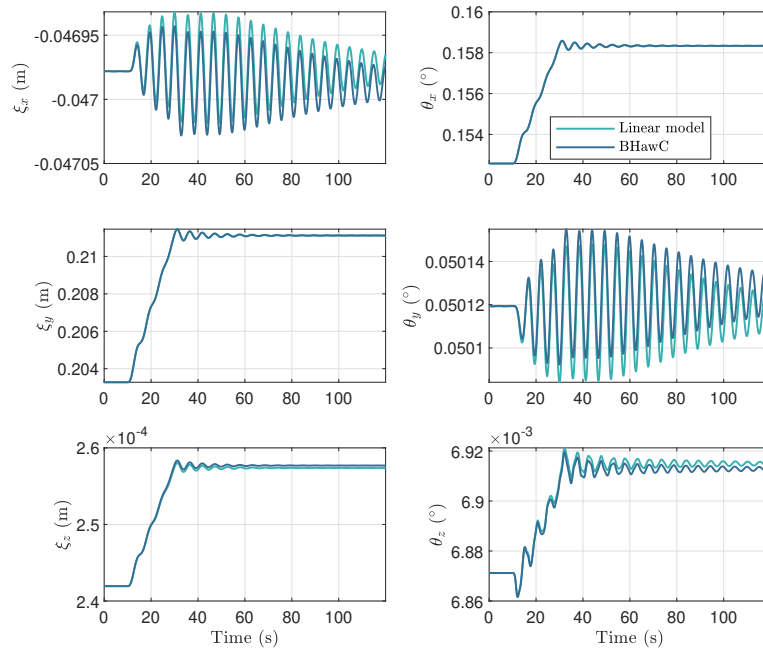 -0.04695
-0.047
-0.04705
ξx (m)
0 20 40 60 80 100
0.16
0.158
0.156
0.154
θx (°)
Linear model
BHawC
0 20 40 60 80 100
0.21
0.208
0.206
0.204
ξy (m)
0 20 40 60 80 100
0.05014
0.05012
0.0501
θy (°)
0 20 40 60 80 100
×10-4
2.6
2.5
2.4
ξz (m)
0 20 40 60 80 100
Time (s)
×10-3
6.92
6.9
6.88
6.86
θz (°)
0 20 40 60 80 100
Time (s)